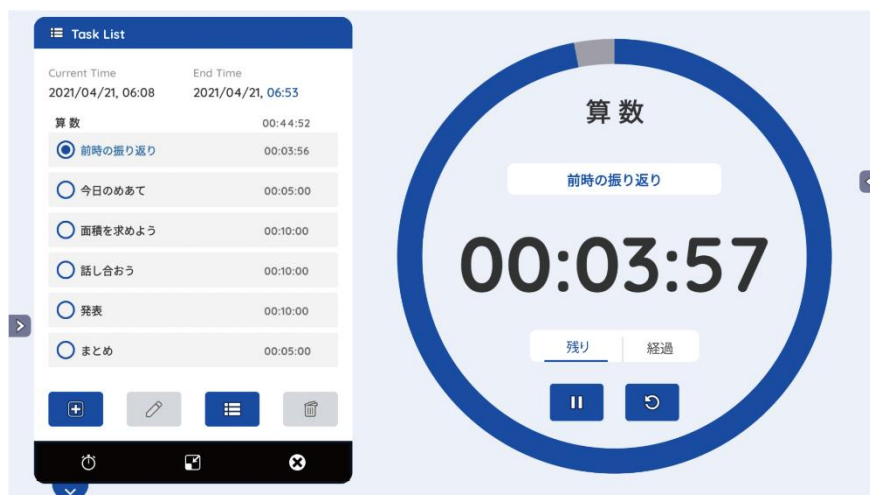 Task List
Current Time
End Time
2021/04/21, 06:08
2021/04/21, 06:53
算数
00:44:52
前時の振り返り
00:03:56
今日のめあて
00:05:00
面積を求めよう
00:10:00
話し合おう
00:10:00
発表
00:10:00
まとめ
00:05:00
算数
前時の振り返り
00:03:57
残り
経過